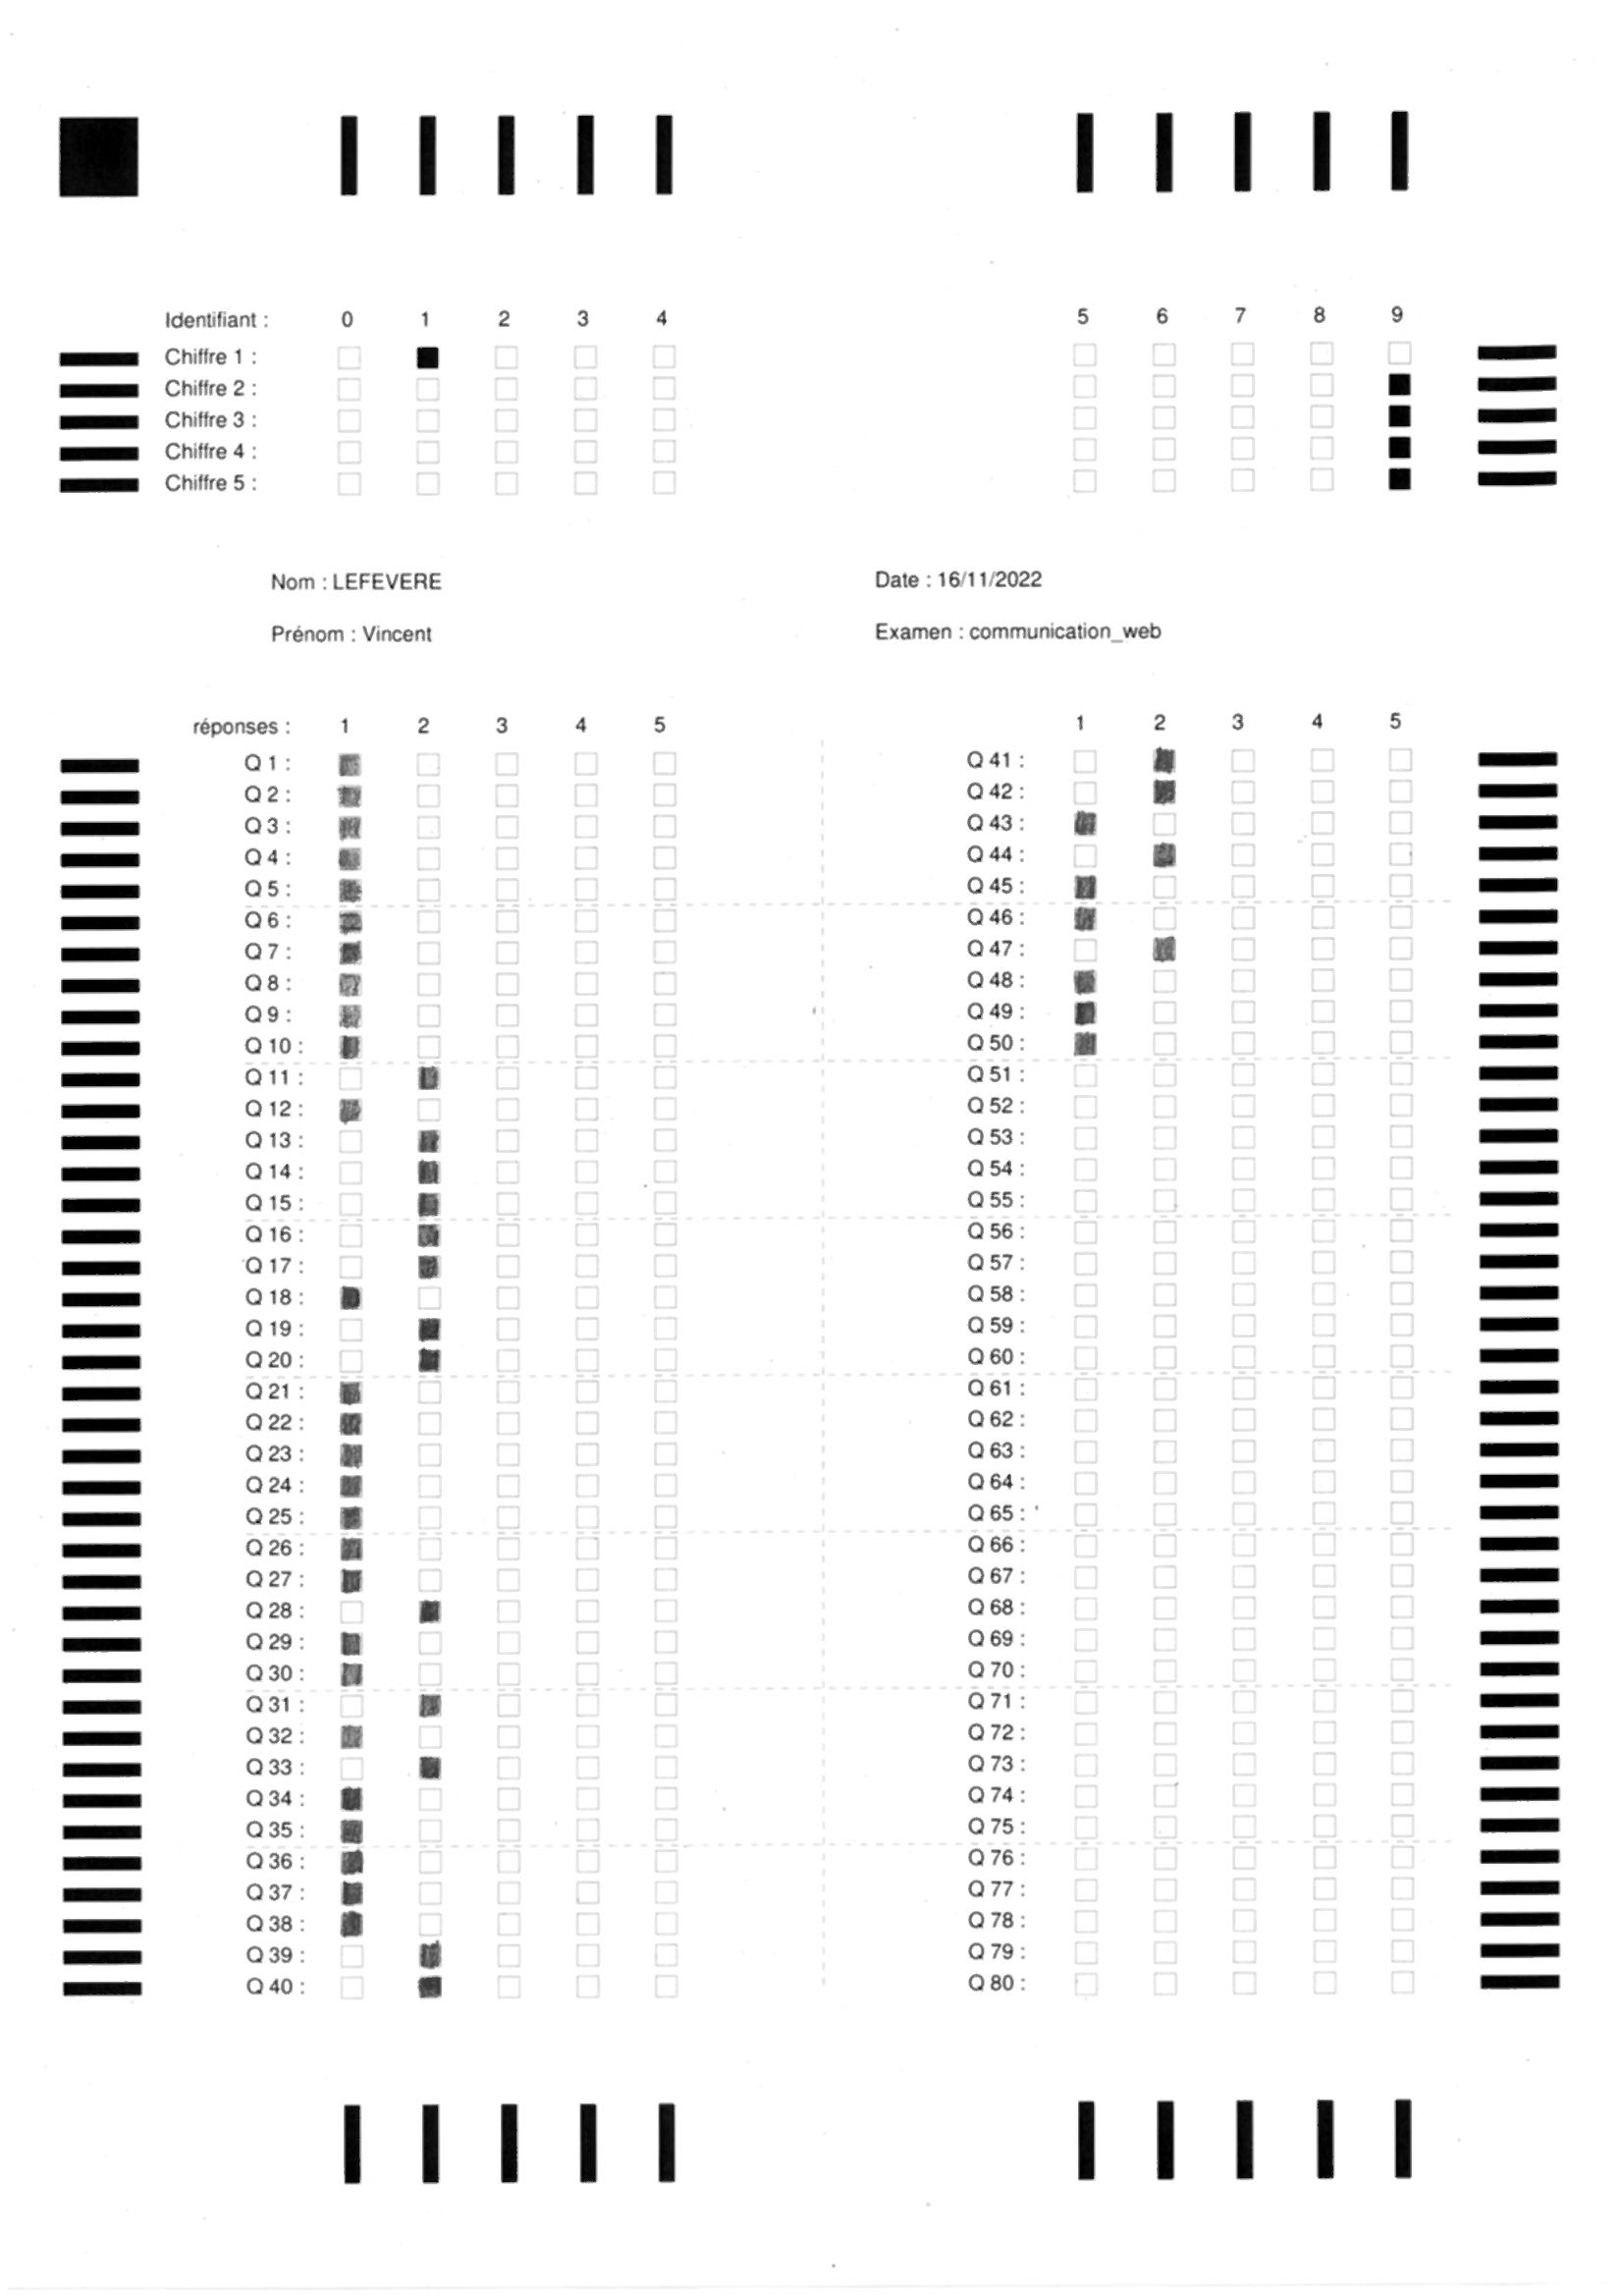 Identifiant : 0 1 2 3 4 5 6 7 8 9
Chiffre 1 :
Chiffre 2 :
Chiffre 3 :
Chiffre 4 :
Chiffre 5 :
Nom : LEFEVERE
Date : 16/11/2022
Prénom : Vincent
Examen : communication_web
réponses : 1 2 3 4 5
Q 1 :
Q 2 :
Q 3 :
Q 4 :
Q 5 :
Q 6 :
Q 7 :
Q 8 :
Q 9 :
Q 10 :
Q 11 :
Q 12 :
Q 13 :
Q 14 :
Q 15 :
Q 16 :
Q 17 :
Q 18 :
Q 19 :
Q 20 :
Q 21 :
Q 22 :
Q 23 :
Q 24 :
Q 25 :
Q 26 :
Q 27 :
Q 28 :
Q 29 :
Q 30 :
Q 31 :
Q 32 :
Q 33 :
Q 34 :
Q 35 :
Q 36 :
Q 37 :
Q 38 :
Q 39 :
Q 40 :
1 2 3 4 5
Q 41 :
Q 42 :
Q 43 :
Q 44 :
Q 45 :
Q 46 :
Q 47 :
Q 48 :
Q 49 :
Q 50 :
Q 51 :
Q 52 :
Q 53 :
Q 54 :
Q 55 :
Q 56 :
Q 57 :
Q 58 :
Q 59 :
Q 60 :
Q 61 :
Q 62 :
Q 63 :
Q 64 :
Q 65 :
Q 66 :
Q 67 :
Q 68 :
Q 69 :
Q 70 :
Q 71 :
Q 72 :
Q 73 :
Q 74 :
Q 75 :
Q 76 :
Q 77 :
Q 78 :
Q 79 :
Q 80 :